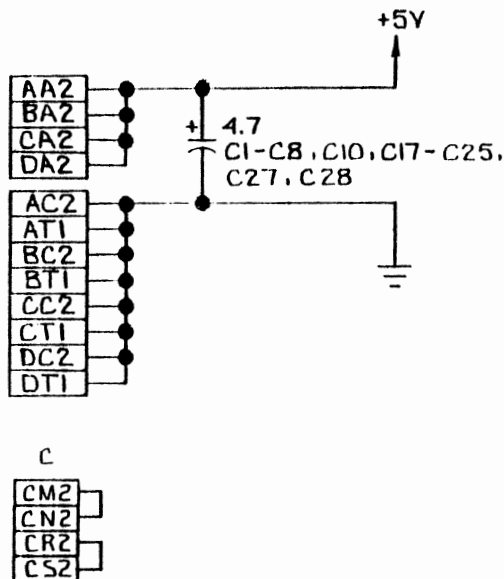 +5V
AA2
BA2
CA2
DA2
+ 4.7
C1-C8, C10, C17-C25,
C27, C28
AC2
AT1
BC2
BT1
CC2
CT1
DC2
DT1
C
CM2
CN2
CR2
CS2